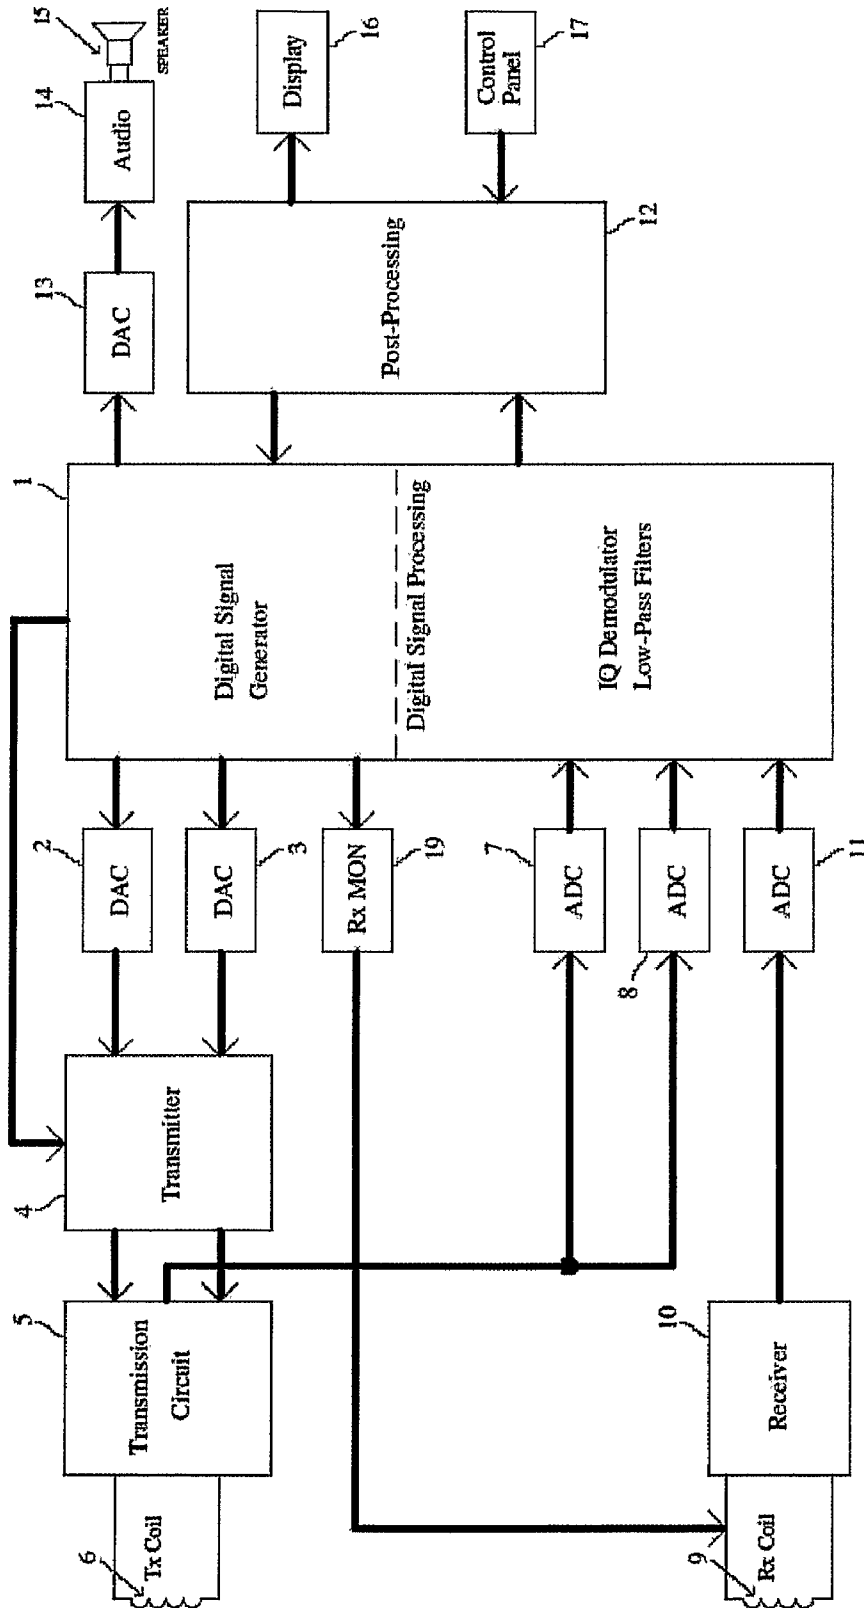 6
Tx Coil
5
Transmission
Circuit
4
Transmitter
2
DAC
DAC
3
1
Digital Signal
Generator
Digital Signal Processing
IQ Demodulator
Low-Pass Filters
13
DAC
14
Audio
15
SPEAKER
Display
16
Control
Panel
17
Post-Processing
12
Rx MON
19
7
ADC
8
ADC
ADC
11
10
Receiver
9
Rx Coil